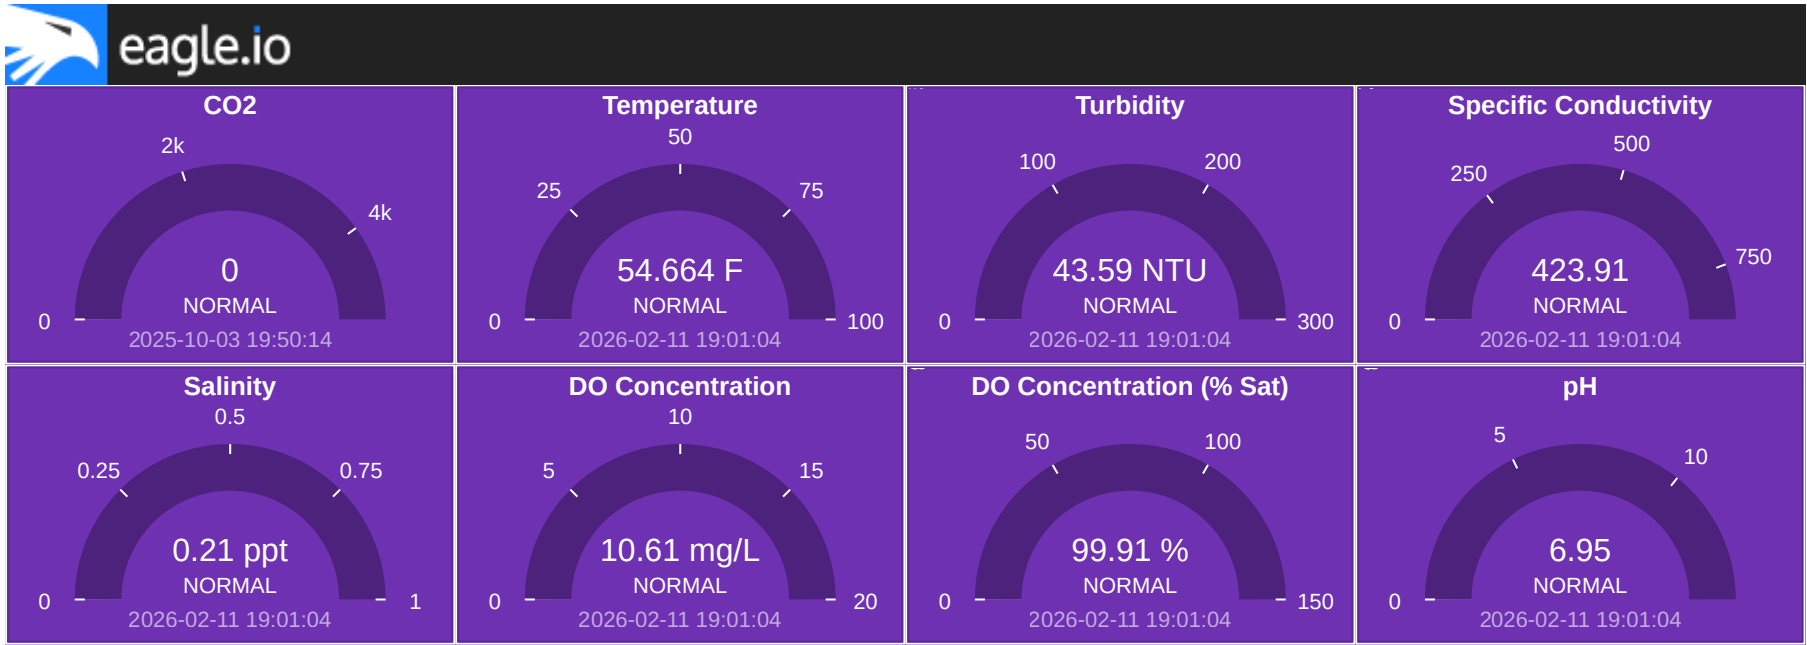 eagle.io
CO2
2k
4k
0
0
NORMAL
2025-10-03 19:50:14
Temperature
50
25
75
54.664 F
NORMAL
0
100
2026-02-11 19:01:04
Turbidity
100
200
43.59 NTU
NORMAL
0
300
2026-02-11 19:01:04
Specific Conductivity
500
250
750
423.91
NORMAL
0
2026-02-11 19:01:04
Salinity
0.5
0.25
0.75
0.21 ppt
NORMAL
0
1
2026-02-11 19:01:04
DO Concentration
10
5
15
10.61 mg/L
NORMAL
0
20
2026-02-11 19:01:04
DO Concentration (% Sat)
50
100
99.91 %
NORMAL
0
150
2026-02-11 19:01:04
pH
5
10
6.95
NORMAL
0
2026-02-11 19:01:04